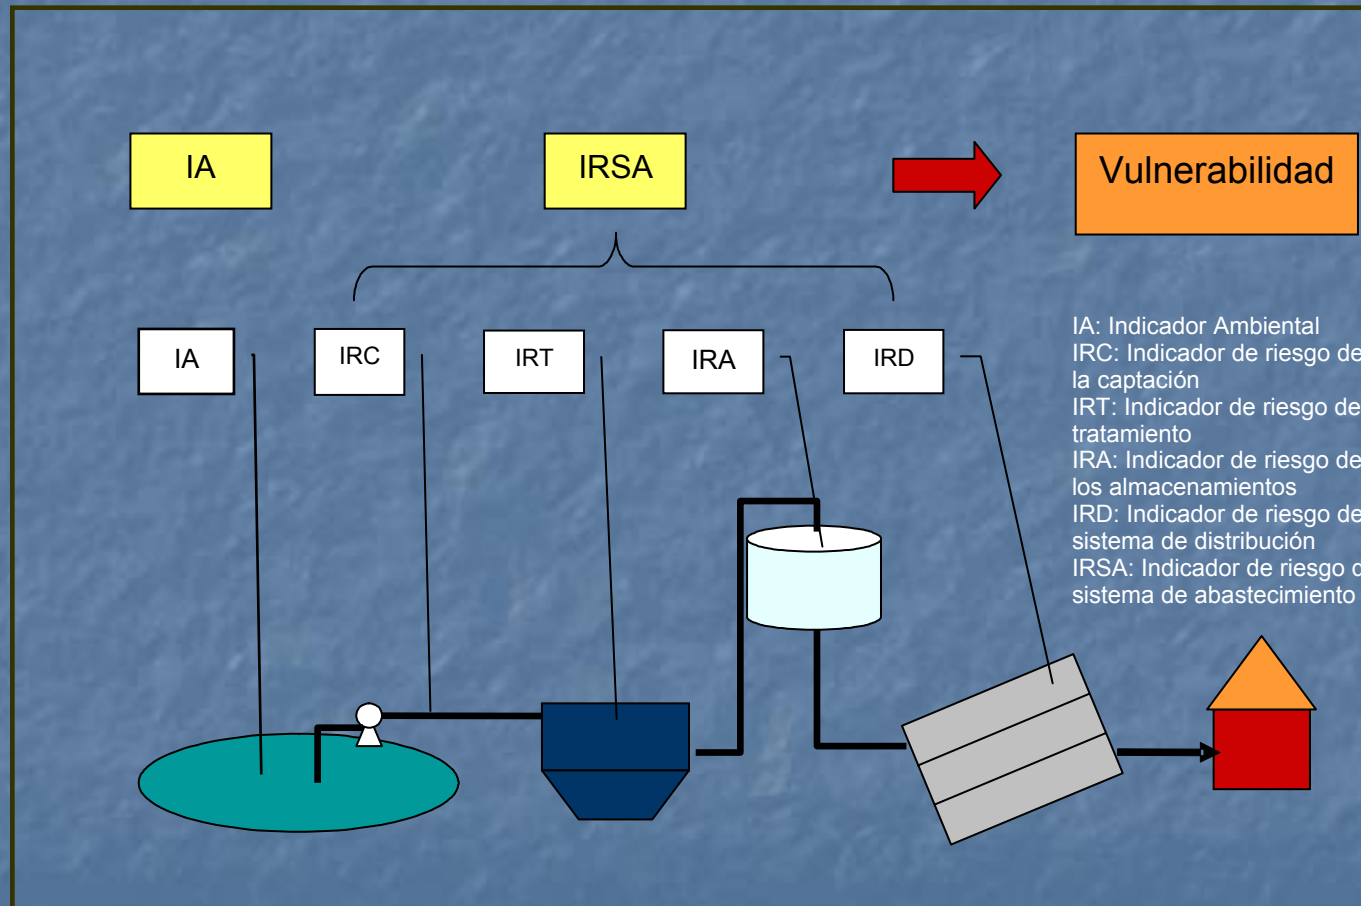 IA
IRSA
Vulnerabilidad
IA
IRC
IRT
IRA
IRD
IA: Indicador Ambiental
IRC: Indicador de riesgo de
la captación
IRT: Indicador de riesgo de
tratamiento
IRA: Indicador de riesgo de
los almacenamientos
IRD: Indicador de riesgo de
sistema de distribución
IRSA: Indicador de riesgo
sistema de abastecimiento